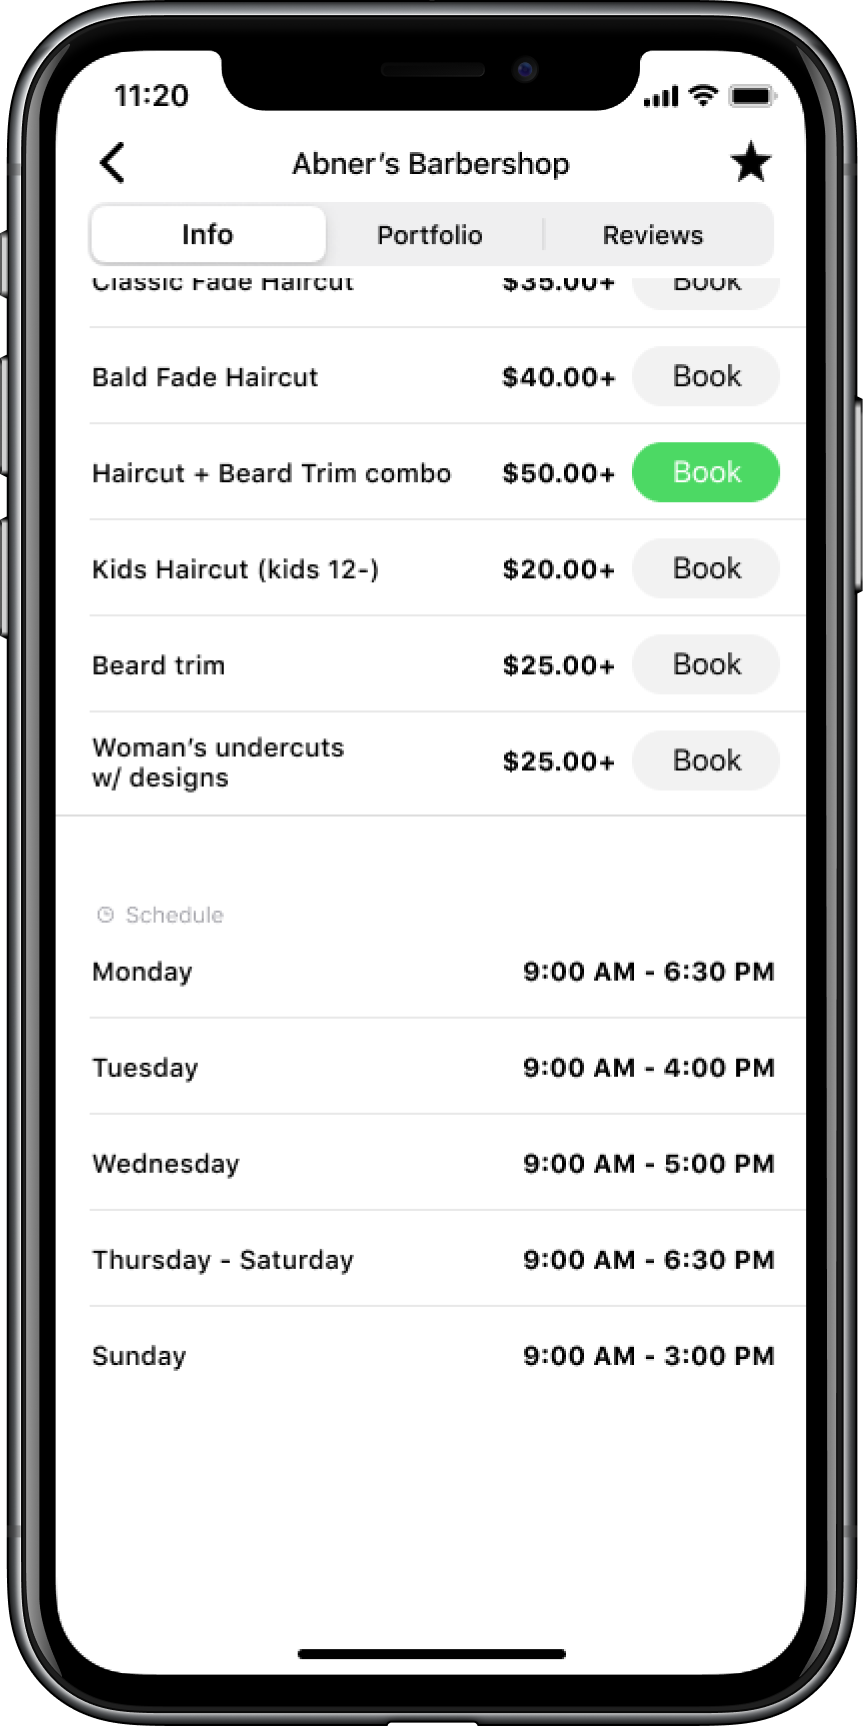 11:20
Abner’s Barbershop
Info Portfolio Reviews
Classic Fade Haircut $35.00+ Book
Bald Fade Haircut $40.00+ Book
Haircut + Beard Trim combo $50.00+ Book
Kids Haircut (kids 12-) $20.00+ Book
Beard trim $25.00+ Book
Woman’s undercuts
w/ designs $25.00+ Book
Schedule
Monday 9:00 AM - 6:30 PM
Tuesday 9:00 AM - 4:00 PM
Wednesday 9:00 AM - 5:00 PM
Thursday - Saturday 9:00 AM - 6:30 PM
Sunday 9:00 AM - 3:00 PM